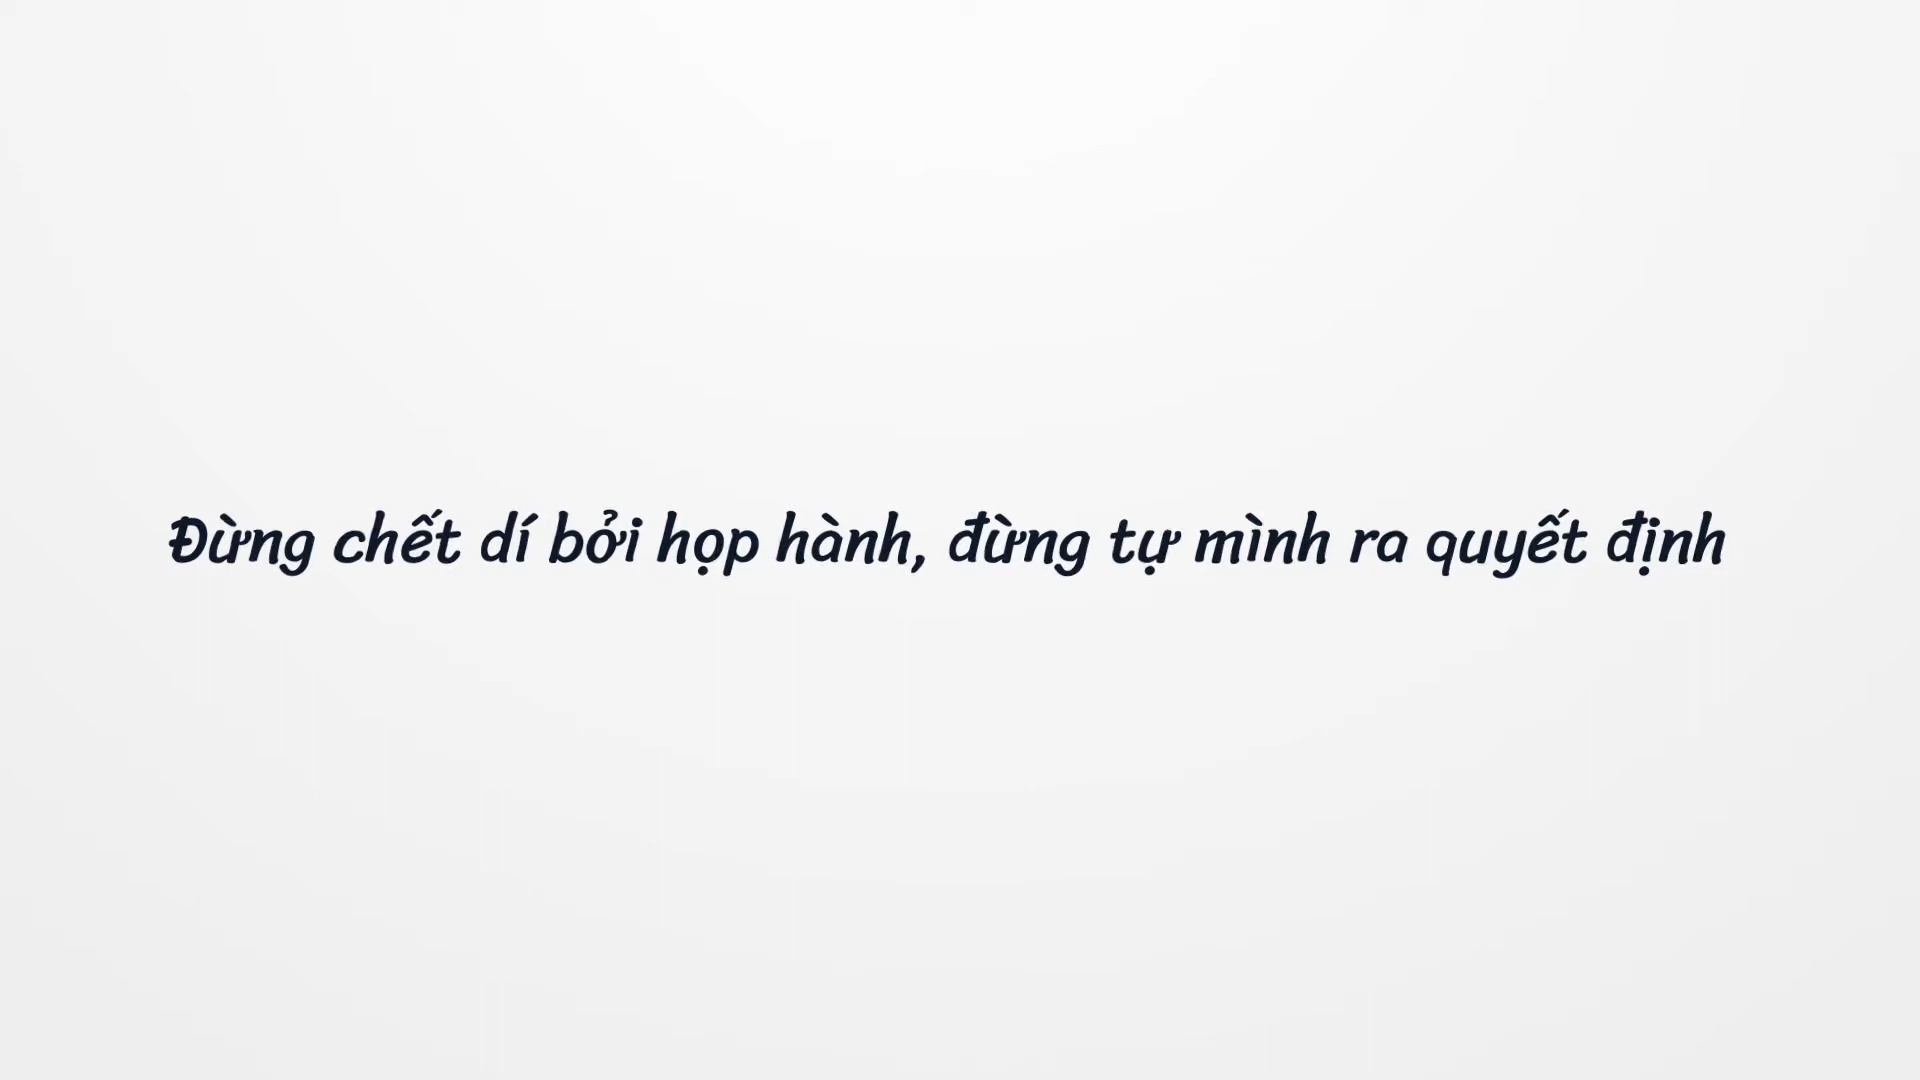 Đừng chết dí bởi họp hành, đừng tự mình ra quyết định